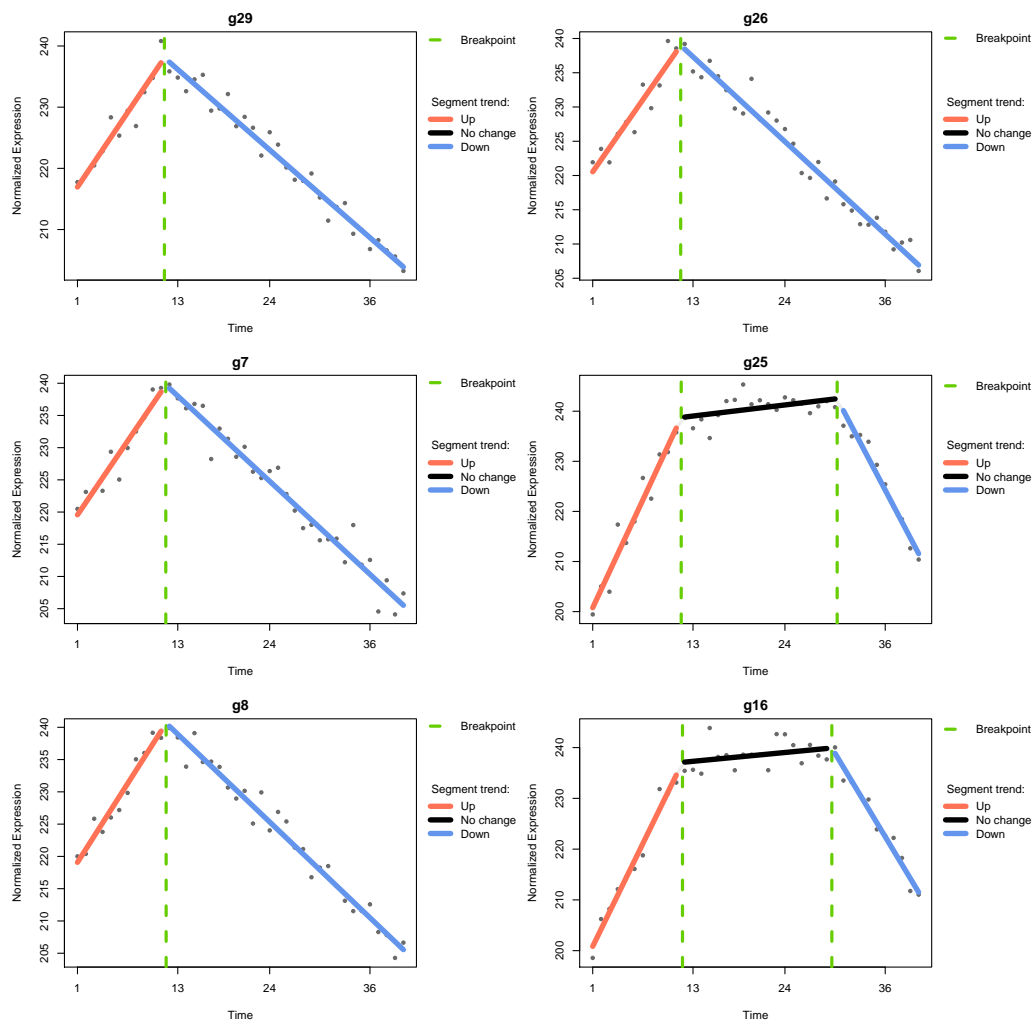 g29
Breakpoint
Segment trend:
Up
No change
Down
Normalized Expression
240
230
220
210
1 13 24 36
Time
g26
Breakpoint
Segment trend:
Up
No change
Down
Normalized Expression
240
235
230
225
220
215
210
205
1 13 24 36
Time
g7
Breakpoint
Segment trend:
Up
No change
Down
Normalized Expression
240
235
230
225
220
215
210
205
1 13 24 36
Time
g25
Breakpoint
Segment trend:
Up
No change
Down
Normalized Expression
240
230
220
210
200
1 13 24 36
Time
g8
Breakpoint
Segment trend:
Up
No change
Down
Normalized Expression
240
235
230
225
220
215
210
205
1 13 24 36
Time
g16
Breakpoint
Segment trend:
Up
No change
Down
Normalized Expression
240
230
220
210
200
1 13 24 36
Time